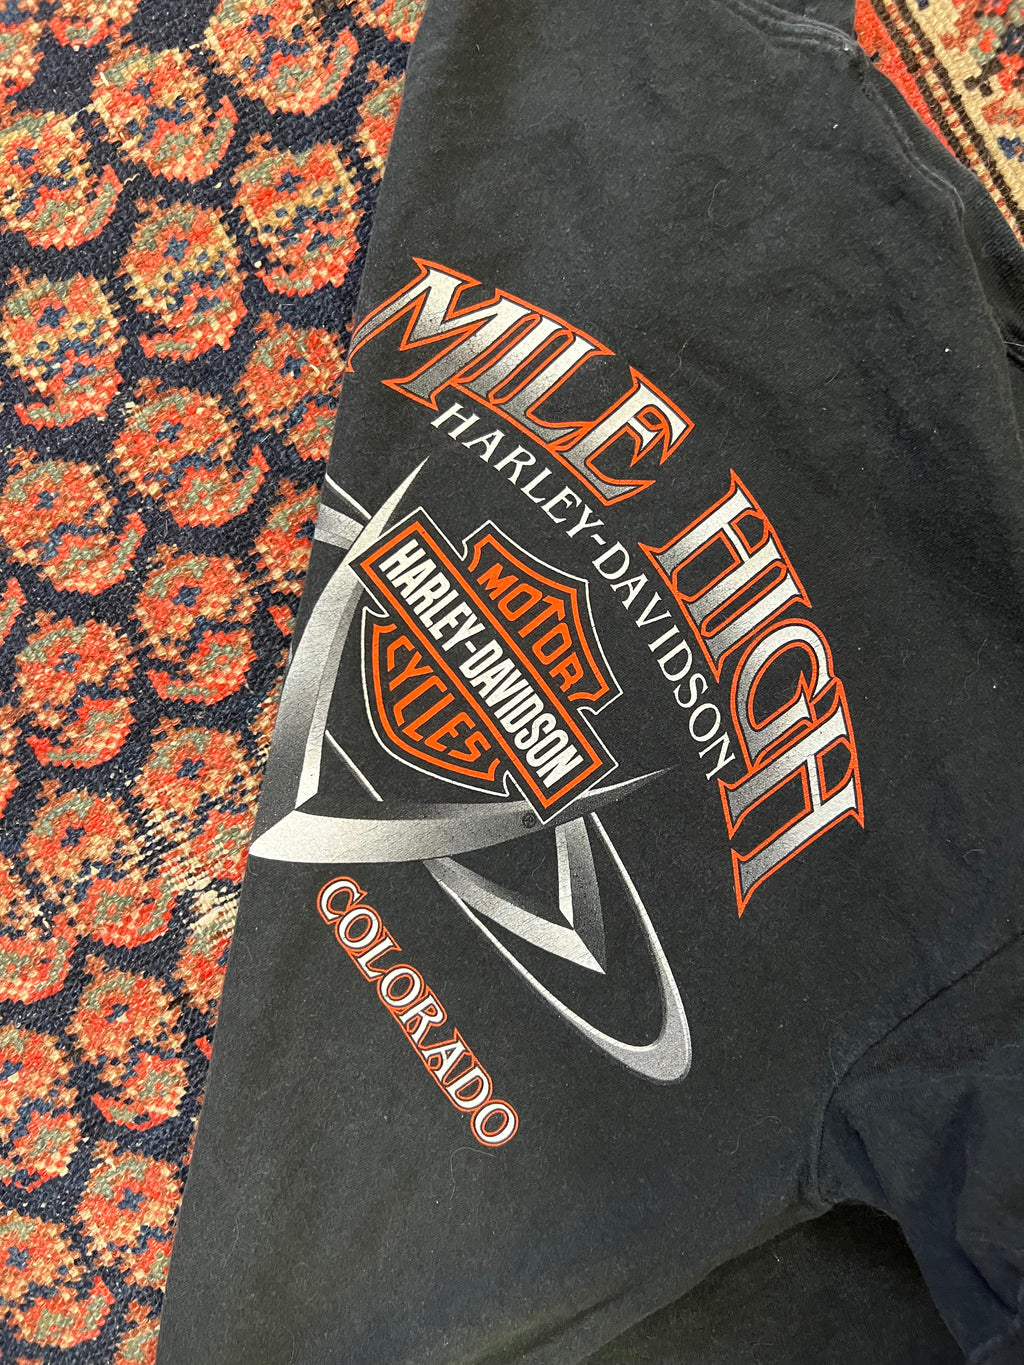 MILE HIGH
HARLEY-DAVIDSON
MOTOR
HARLEY-DAVIDSON
CYCLES
®
COLORADO